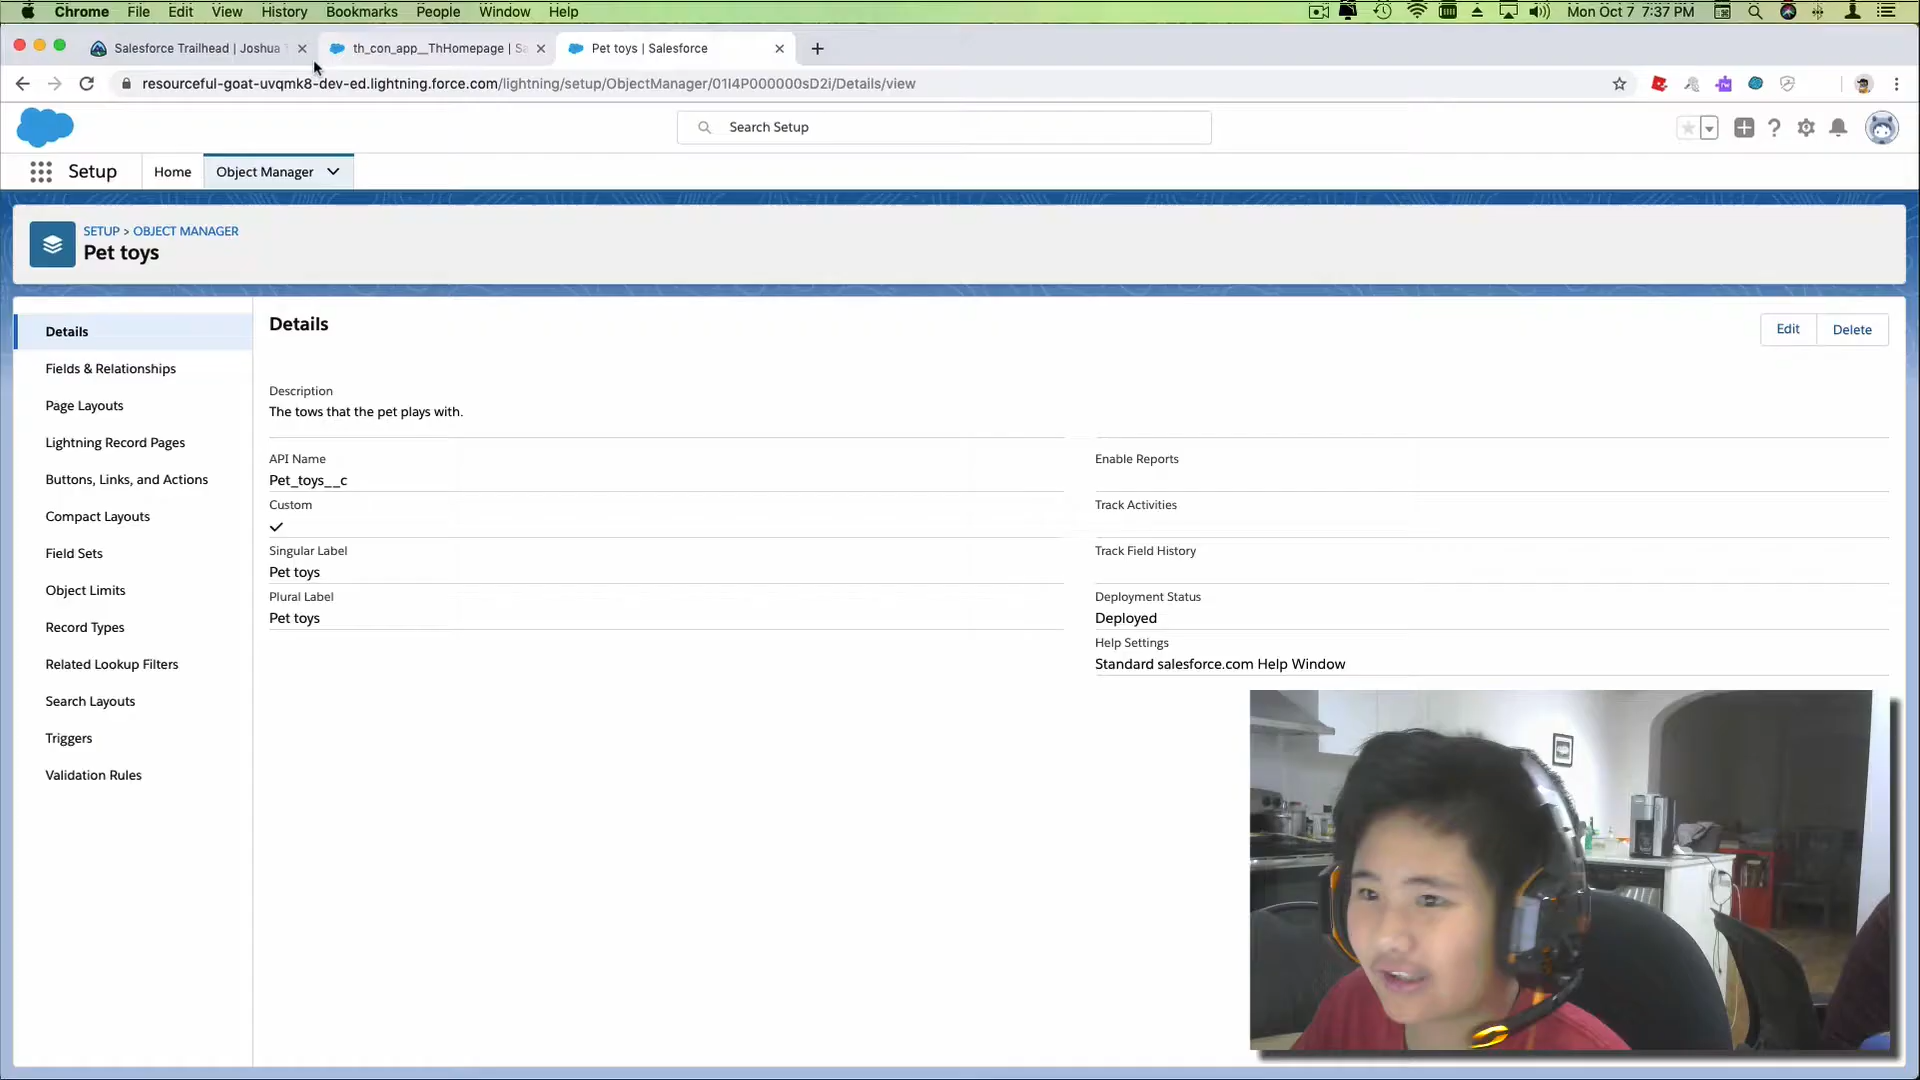 Chrome File Edit View History Bookmarks People Window Help Mon Oct 7 7:37 PM
Salesforce Trailhead | Joshua th_con_app__ThHomepage | Sa Pet toys | Salesforce
resourceful-goat-uvqmk8-dev-ed.lightning.force.com/lightning/setup/ObjectManager/01I4P000000sD2i/Details/view
Search Setup
Setup Home Object Manager
SETUP > OBJECT MANAGER
Pet toys
Details
Fields & Relationships
Page Layouts
Lightning Record Pages
Buttons, Links, and Actions
Compact Layouts
Field Sets
Object Limits
Record Types
Related Lookup Filters
Search Layouts
Triggers
Validation Rules
Details
Edit Delete
Description
The tows that the pet plays with.
API Name
Pet_toys__c
Custom
Singular Label
Pet toys
Plural Label
Pet toys
Enable Reports
Track Activities
Track Field History
Deployment Status
Deployed
Help Settings
Standard salesforce.com Help Window